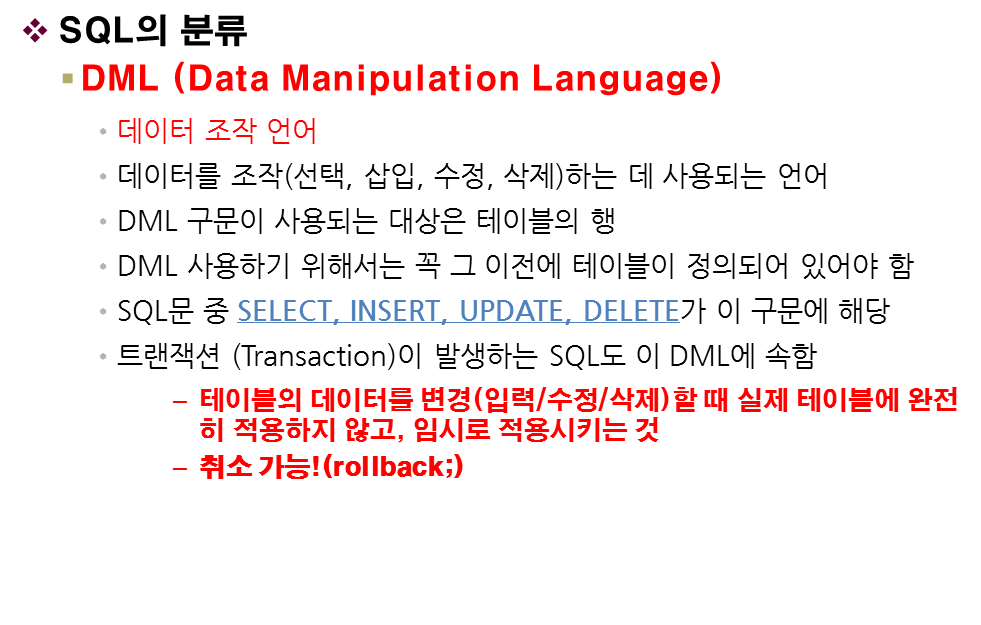 ❖ SQL의 분류
▪ DML (Data Manipulation Language)
• 데이터 조작 언어
• 데이터를 조작(선택, 삽입, 수정, 삭제)하는 데 사용되는 언어
• DML 구문이 사용되는 대상은 테이블의 행
• DML 사용하기 위해서는 꼭 그 이전에 테이블이 정의되어 있어야 함
• SQL문 중 SELECT, INSERT, UPDATE, DELETE가 이 구문에 해당
• 트랜잭션 (Transaction)이 발생하는 SQL도 이 DML에 속함
– 테이블의 데이터를 변경(입력/수정/삭제)할 때 실제 테이블에 완전
히 적용하지 않고, 임시로 적용시키는 것
– 취소 가능!(rollback;)